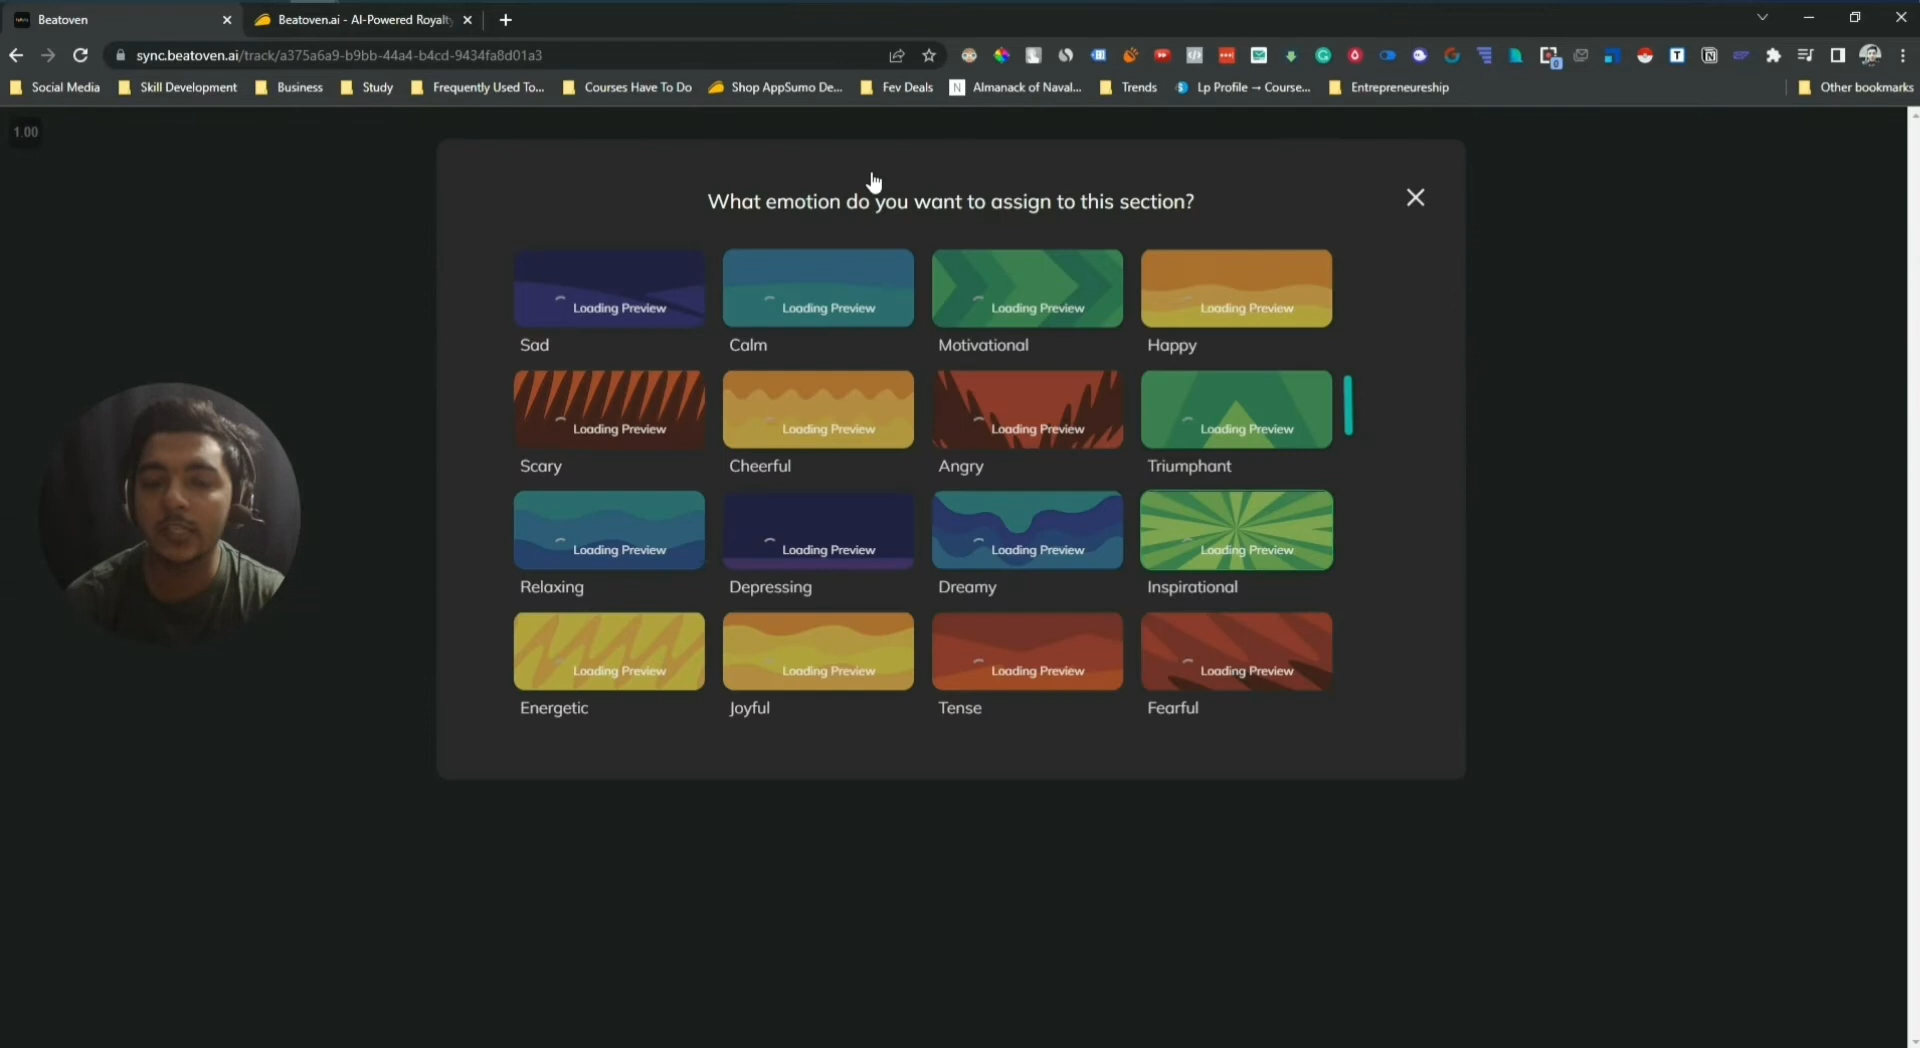 Beatoven
Beatoven.ai - AI-Powered Royalt
sync.beatoven.ai/track/a375a6a9-b9bb-44a4-b4cd-9434fa8d01a3
Social Media
Skill Development
Business
Study
Frequently Used To...
Courses Have To Do
Shop AppSumo De...
Fev Deals
Almanack of Naval...
Trends
Lp Profile → Course...
Entrepreneureship
Other bookmarks
1.00
What emotion do you want to assign to this section?
Loading Preview
Loading Preview
Loading Preview
Loading Preview
Sad
Calm
Motivational
Happy
Loading Preview
Loading Preview
Loading Preview
Loading Preview
Scary
Cheerful
Angry
Triumphant
Loading Preview
Loading Preview
Loading Preview
Loading Preview
Relaxing
Depressing
Dreamy
Inspirational
Loading Preview
Loading Preview
Loading Preview
Loading Preview
Energetic
Joyful
Tense
Fearful